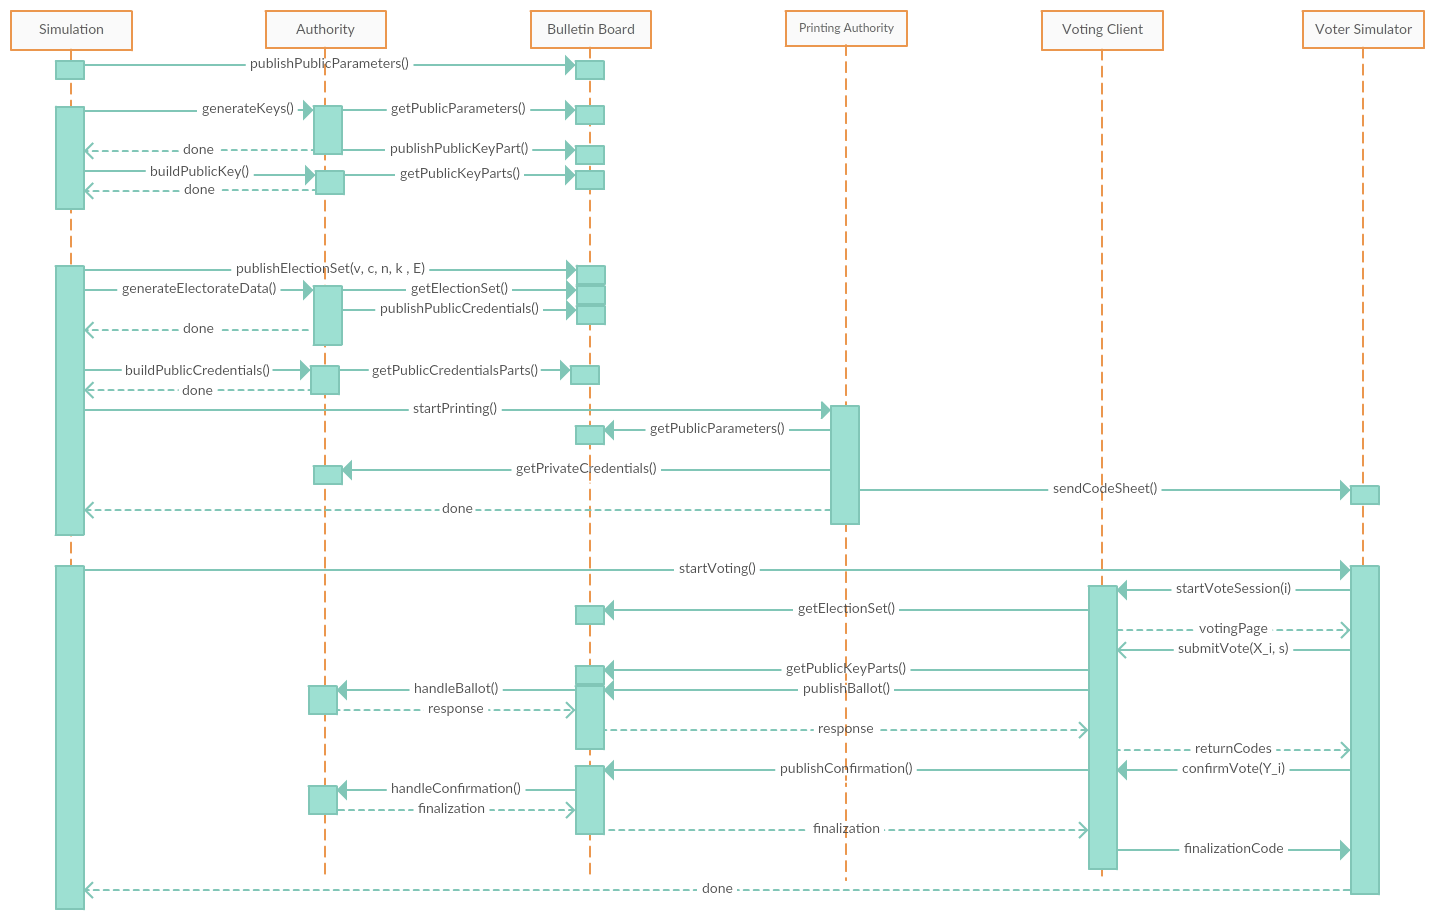 Simulation
Authority
Bulletin Board
Printing Authority
Voting Client
Voter Simulator
publishPublicParameters()
generateKeys()
getPublicParameters()
done
publishPublicKeyPart()
buildPublicKey()
getPublicKeyParts()
done
publishElectionSet(v, c, n, k , E)
generateElectorateData()
getElectionSet()
publishPublicCredentials()
done
buildPublicCredentials()
getPublicCredentialsParts()
done
startPrinting()
getPublicParameters()
getPrivateCredentials()
sendCodeSheet()
done
startVoting()
startVoteSession(i)
getElectionSet()
votingPage
submitVote(X_i, s)
getPublicKeyParts()
handleBallot()
publishBallot()
response
response
returnCodes
publishConfirmation()
confirmVote(Y_i)
handleConfirmation()
finalization
finalization
finalizationCode
done